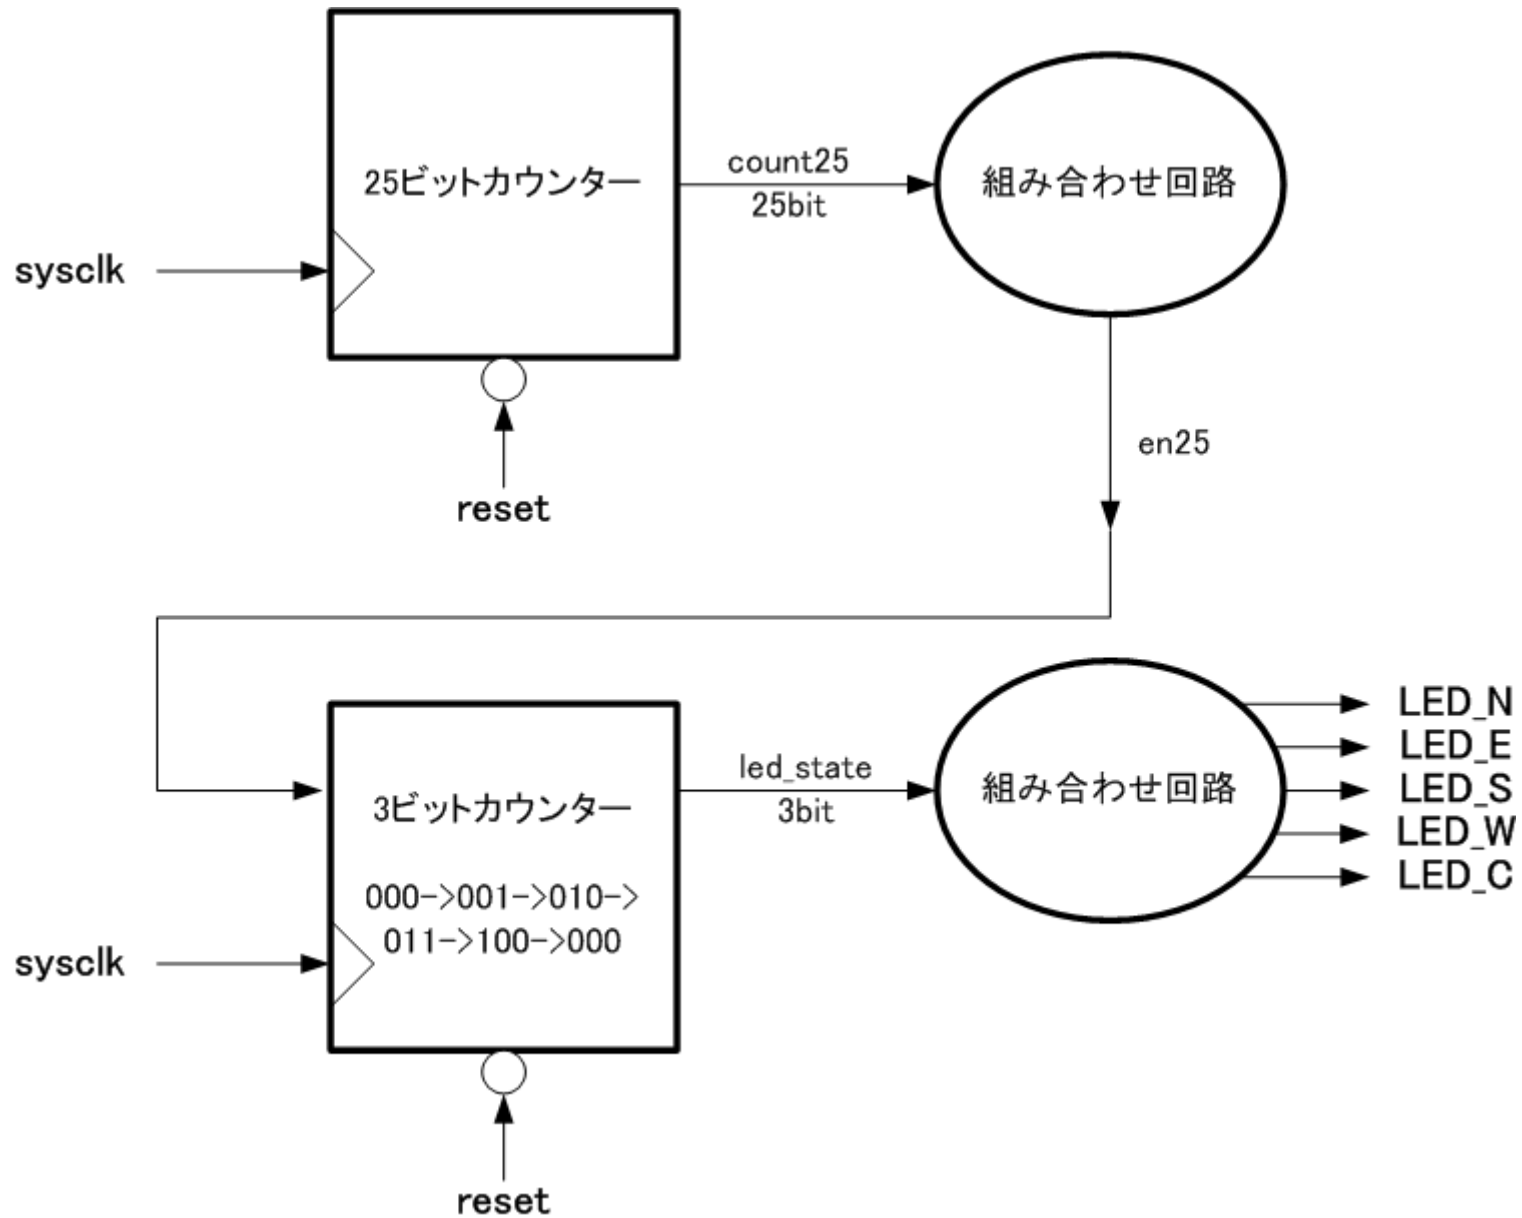 25ビットカウンター
count25
25bit
組み合わせ回路
sysclk
reset
en25
3ビットカウンター
000->001->010->
011->100->000
led_state
3bit
組み合わせ回路
LED_N
LED_E
LED_S
LED_W
LED_C
sysclk
reset